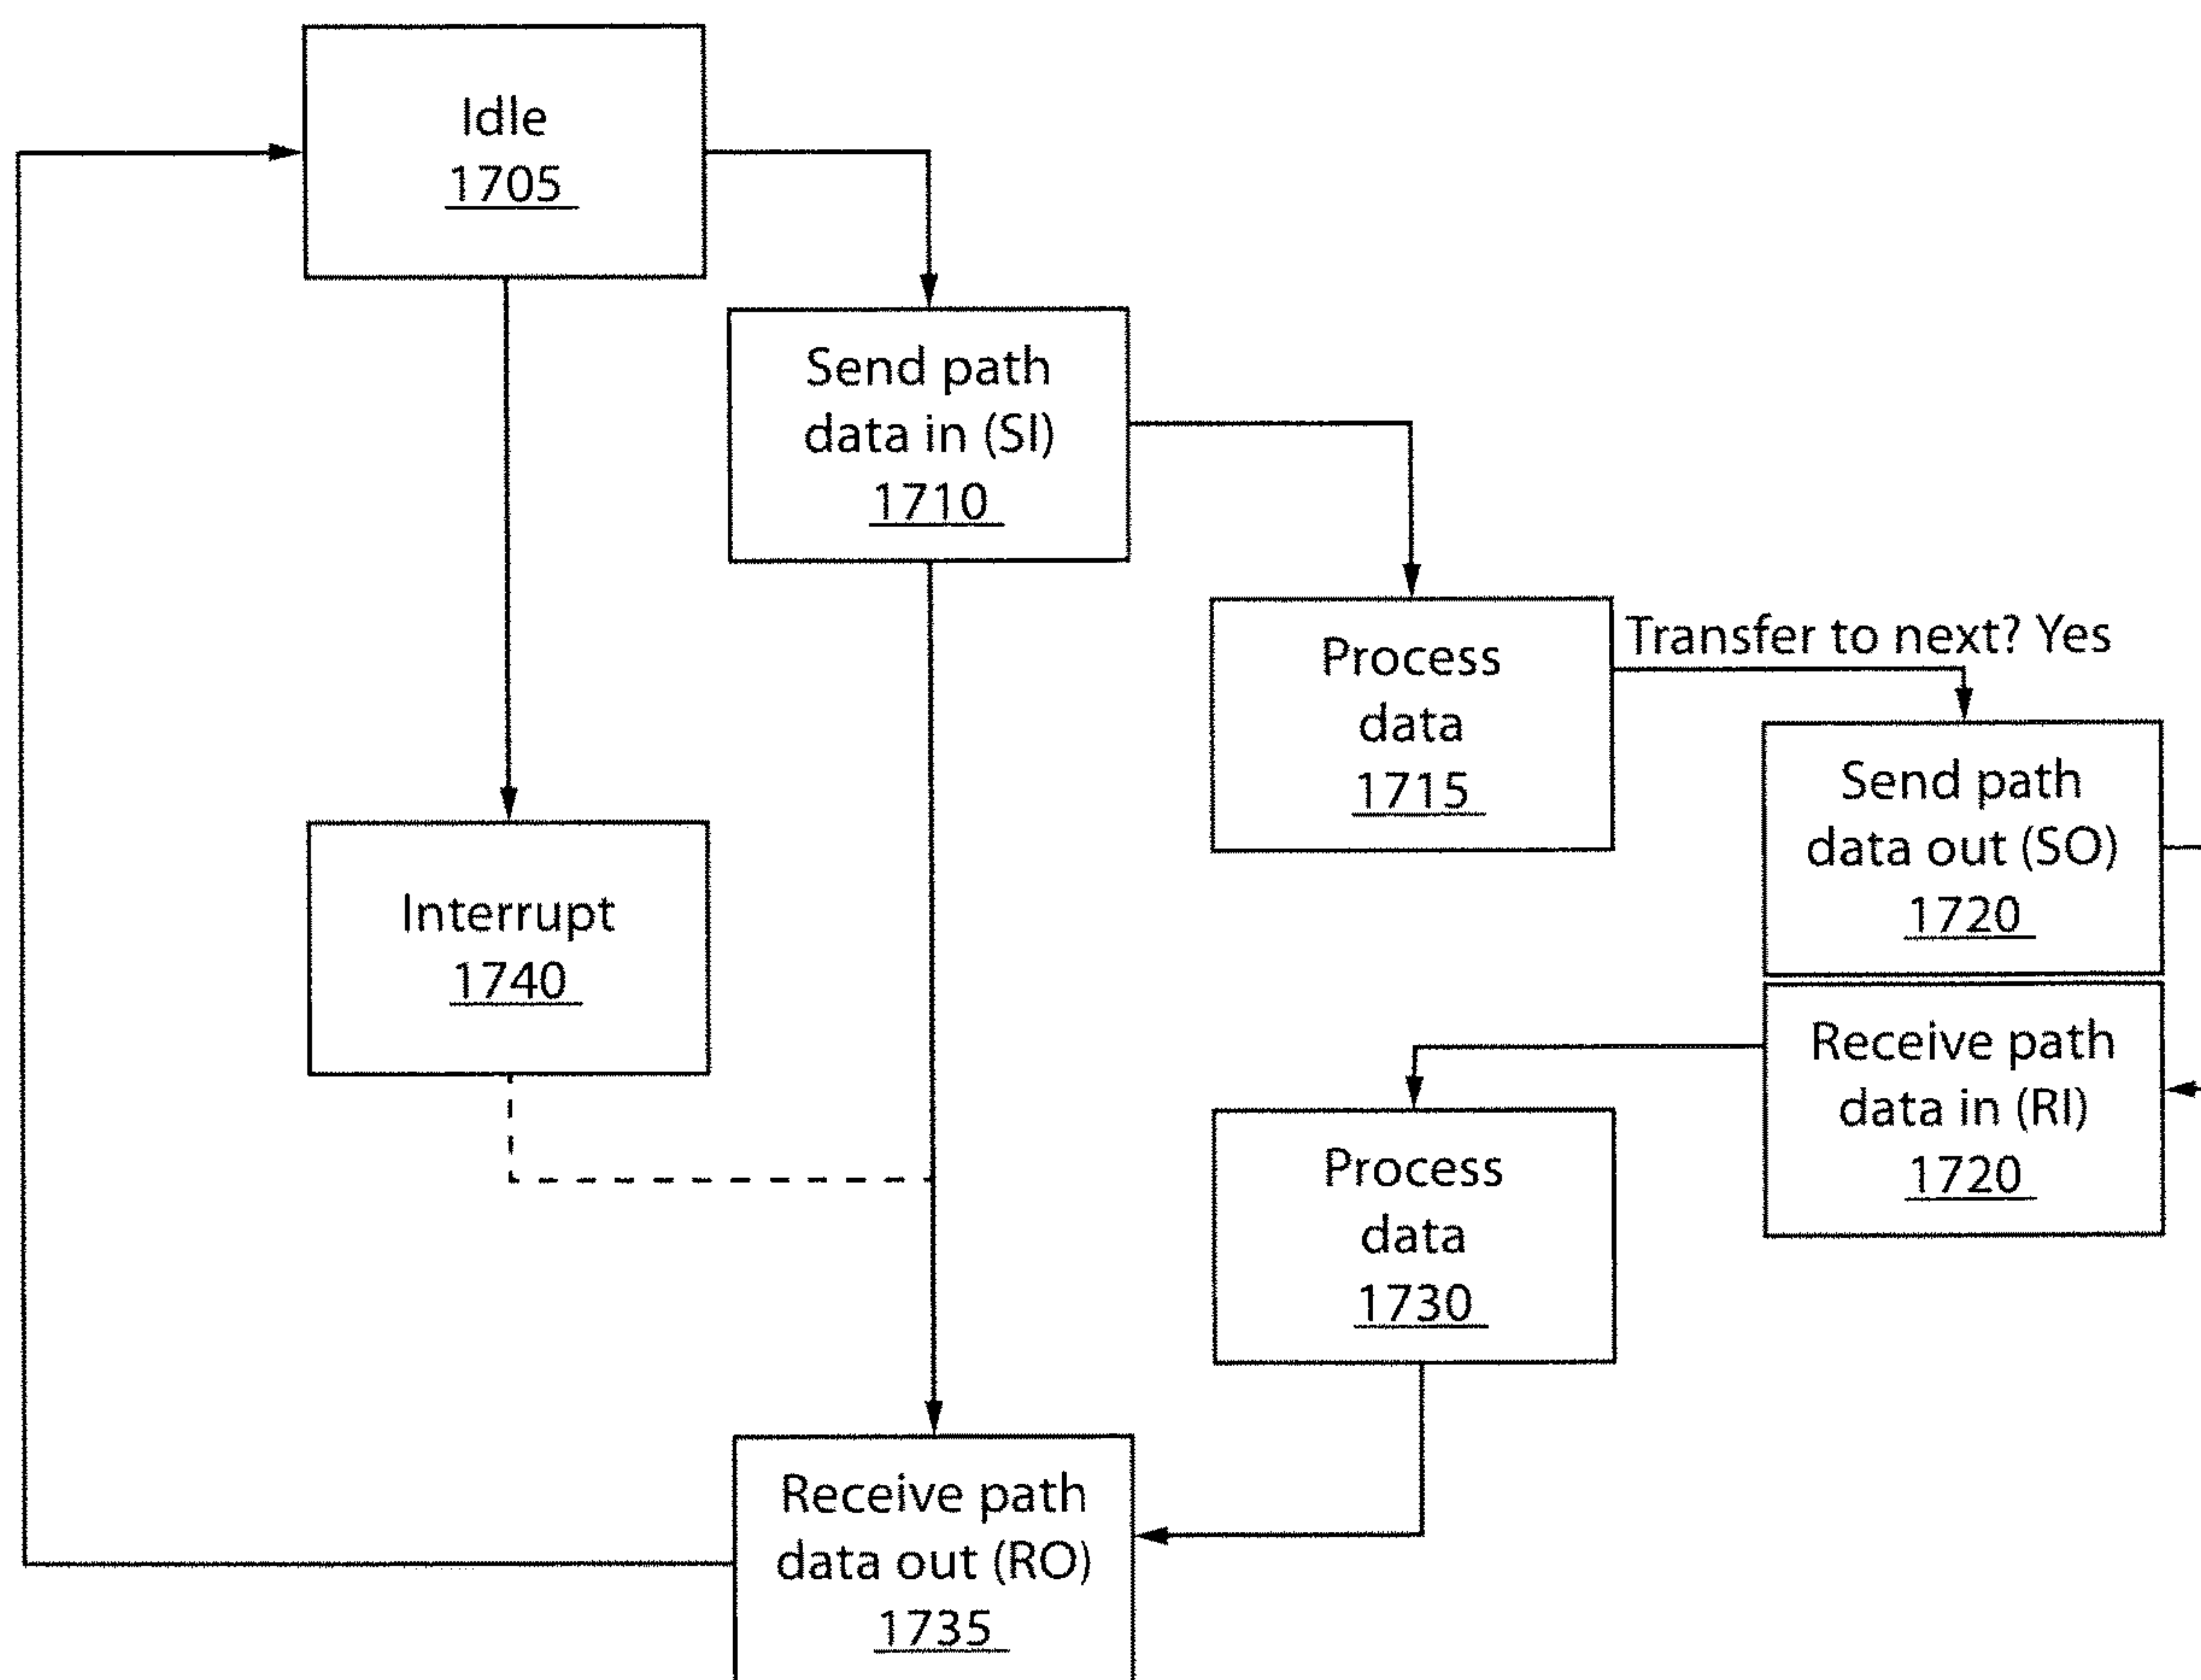 Idle
1705
Send path
data in (SI)
1710
Process
data
1715
Transfer to next? Yes
Send path
data out (SO)
1720
Interrupt
1740
Receive path
data in (RI)
1720
Process
data
1730
Receive path
data out (RO)
1735